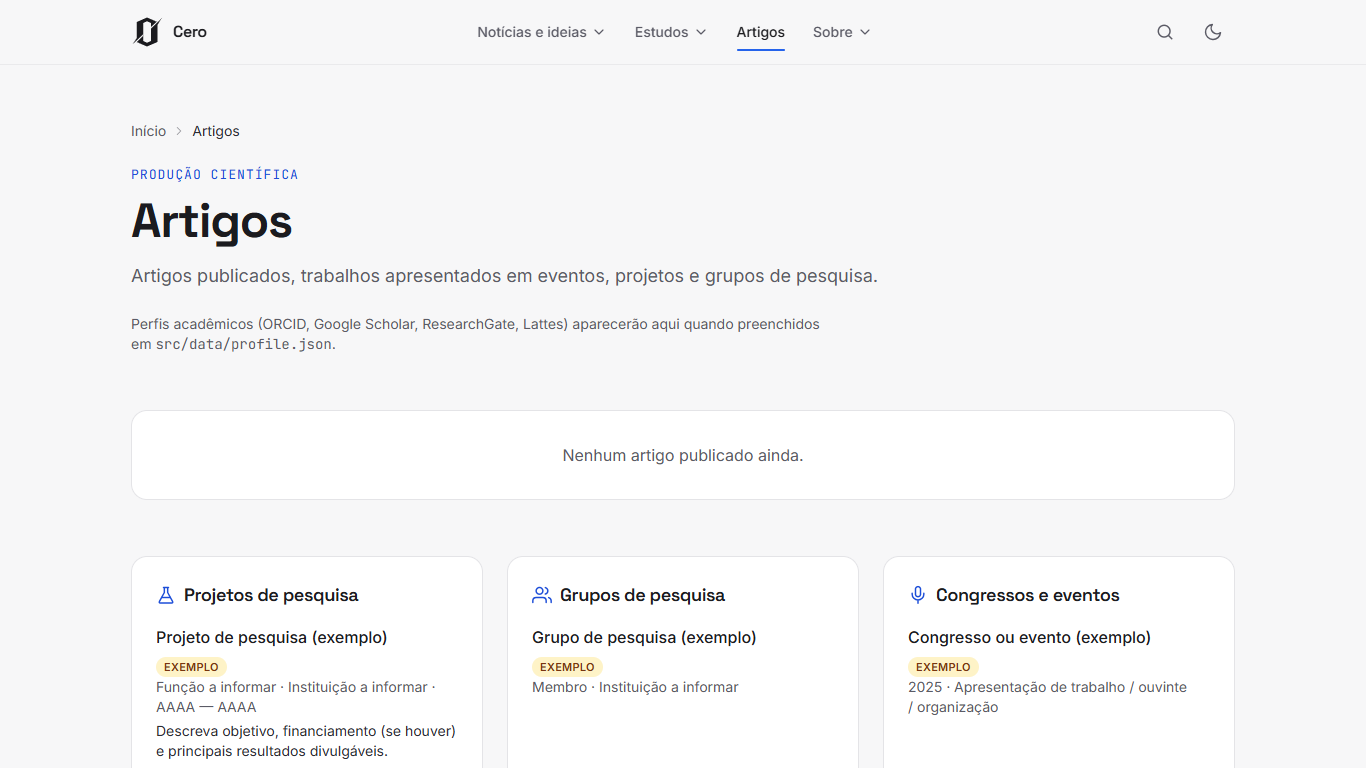 Cero
Notícias e ideias
Estudos
Artigos
Sobre
Início
Artigos
PRODUÇÃO CIENTÍFICA
Artigos
Artigos publicados, trabalhos apresentados em eventos, projetos e grupos de pesquisa.
Perfis acadêmicos (ORCID, Google Scholar, ResearchGate, Lattes) aparecerão aqui quando preenchidos
em src/data/profile.json.
Nenhum artigo publicado ainda.
Projetos de pesquisa
Projeto de pesquisa (exemplo)
EXEMPLO
Função a informar · Instituição a informar ·
AAAA — AAAA
Descreva objetivo, financiamento (se houver)
e principais resultados divulgáveis.
Grupos de pesquisa
Grupo de pesquisa (exemplo)
EXEMPLO
Membro · Instituição a informar
Congressos e eventos
Congresso ou evento (exemplo)
EXEMPLO
2025 · Apresentação de trabalho / ouvinte
/ organização